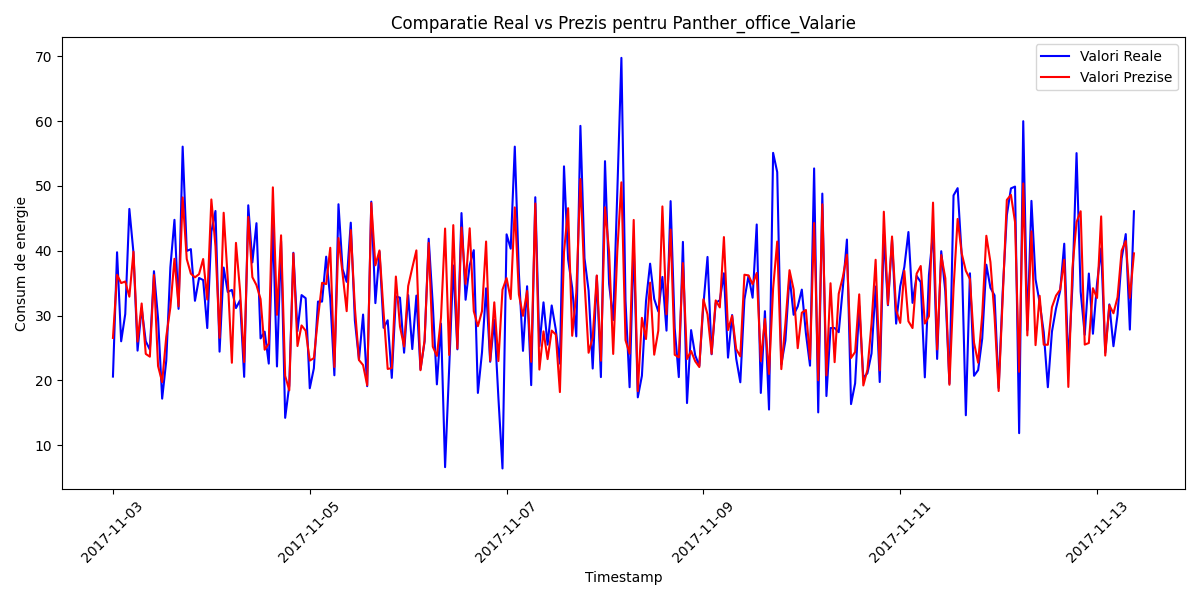 Comparatie Real vs Prezis pentru Panther_office_Valarie
Valori Reale
Valori Prezise
Consum de energie
70
60
50
40
30
20
10
2017-11-03
2017-11-05
2017-11-07
2017-11-09
2017-11-11
2017-11-13
Timestamp